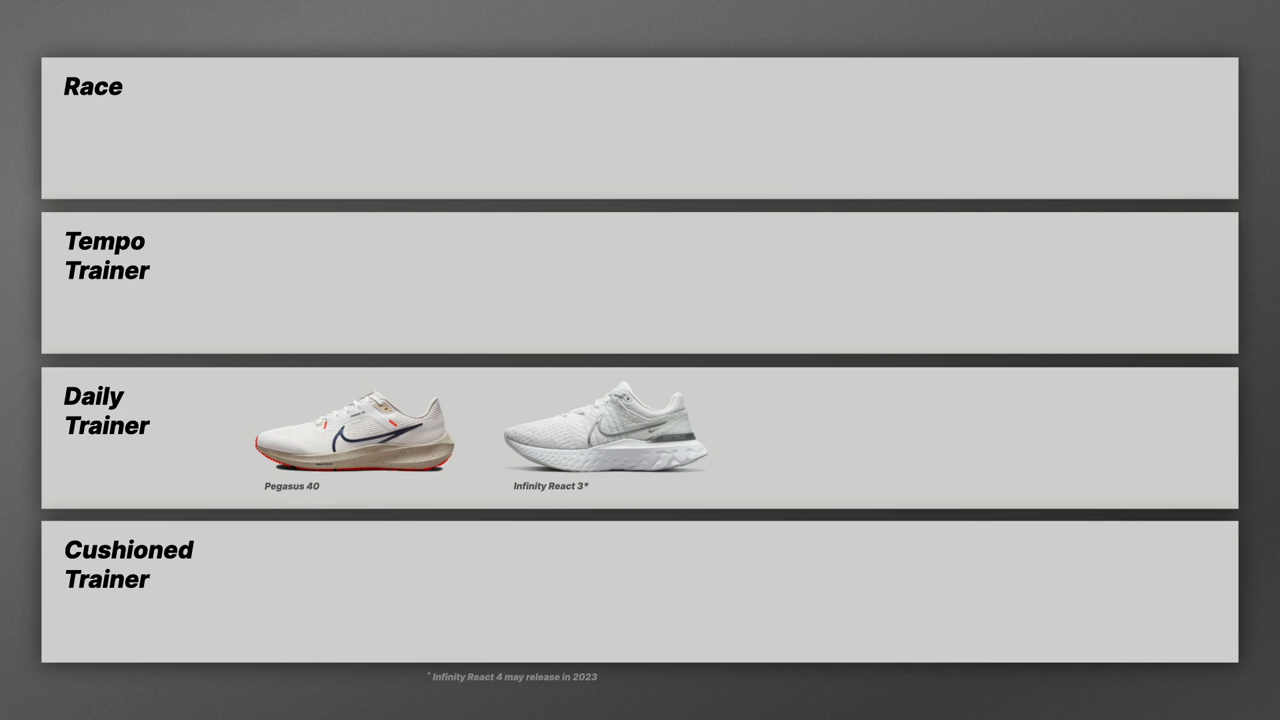 Race
Tempo
Trainer
Daily
Trainer
Pegasus 40
Infinity React 3*
Cushioned
Trainer
* Infinity React 4 may release in 2023